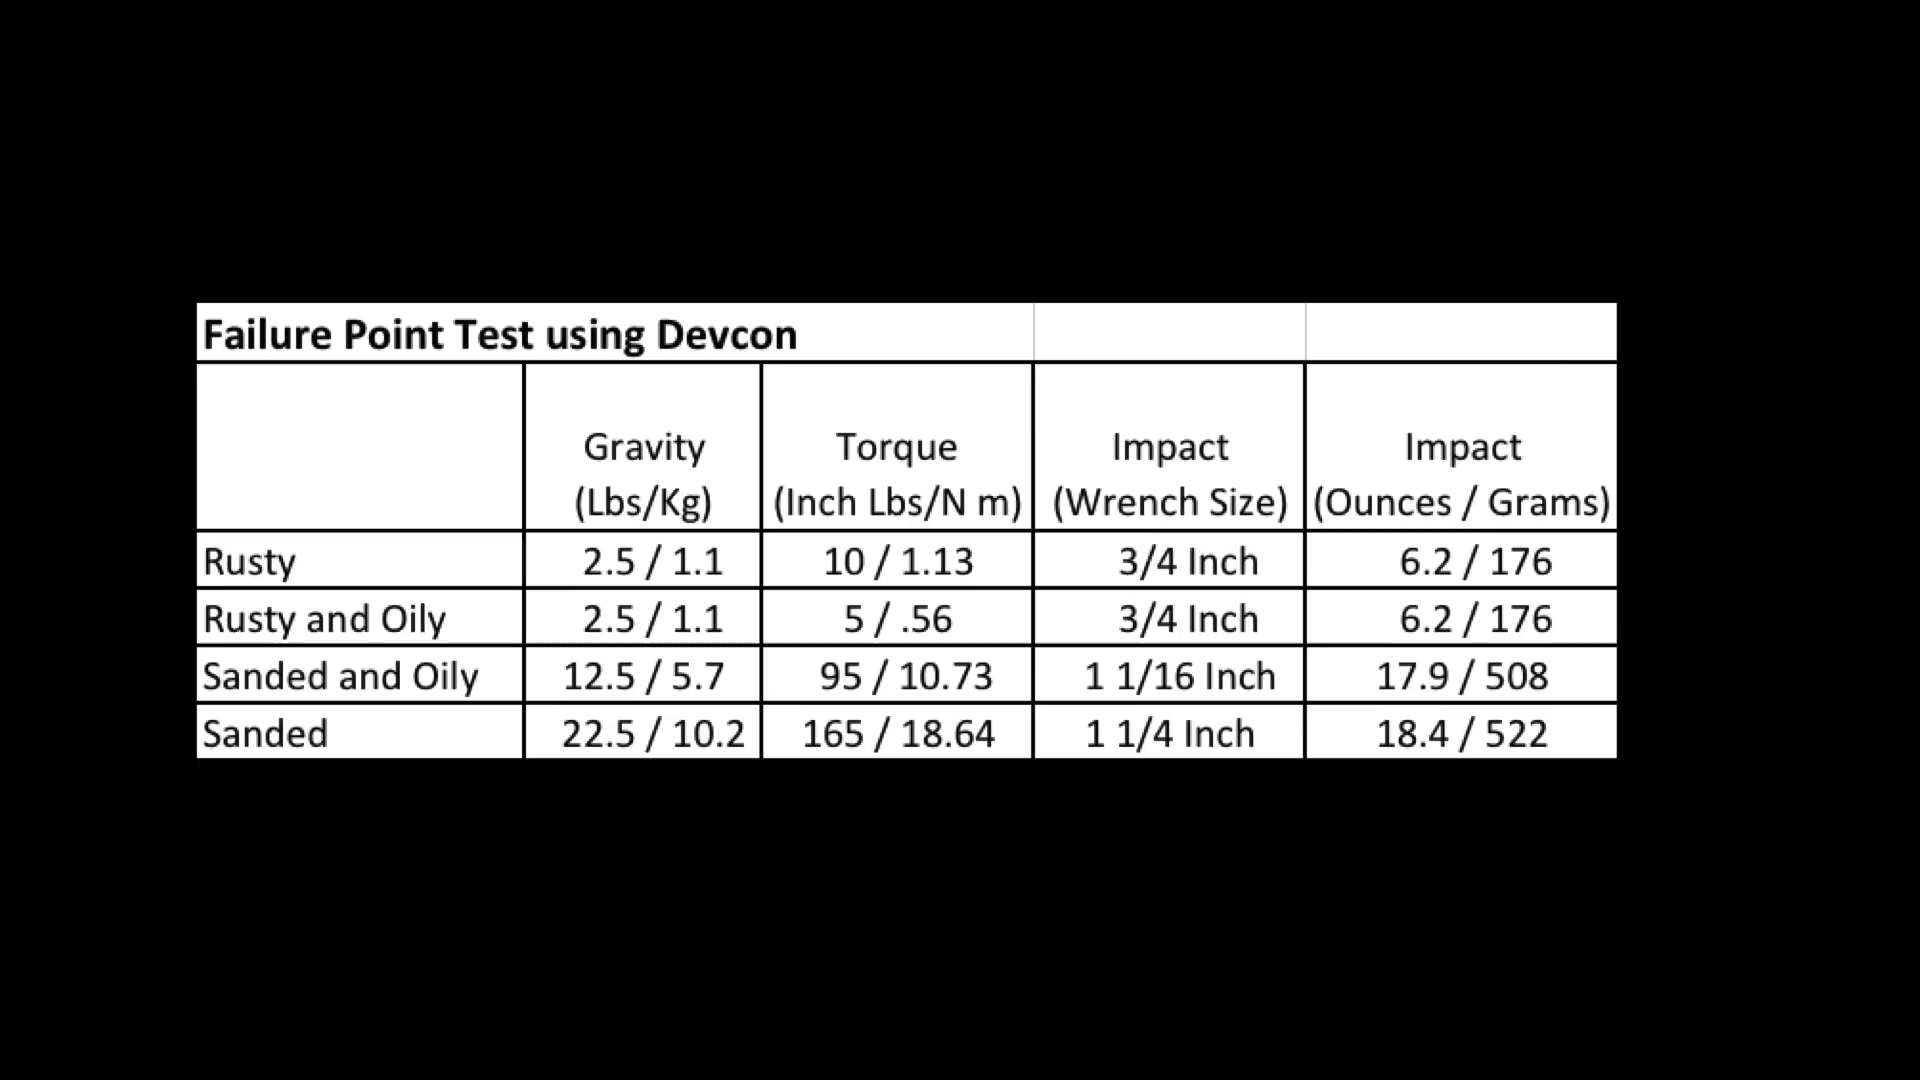 Failure Point Test using Devcon
Gravity Torque Impact Impact
(Lbs/Kg) (Inch Lbs/N m) (Wrench Size) (Ounces / Grams)
Rusty 2.5 / 1.1 10 / 1.13 3/4 Inch 6.2 / 176
Rusty and Oily 2.5 / 1.1 5 / .56 3/4 Inch 6.2 / 176
Sanded and Oily 12.5 / 5.7 95 / 10.73 1 1/16 Inch 17.9 / 508
Sanded 22.5 / 10.2 165 / 18.64 1 1/4 Inch 18.4 / 522